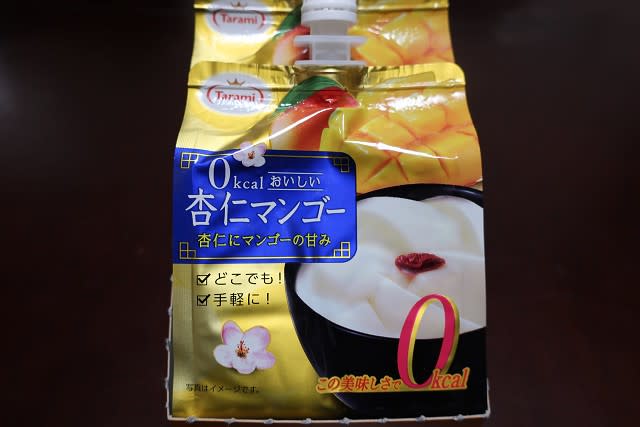 Tarami
Tarami
0kcal おいしい
杏仁マンゴー
杏仁にマンゴーの甘み
どこでも!
手軽に!
写真はイメージです。
この美味しさで0kcal